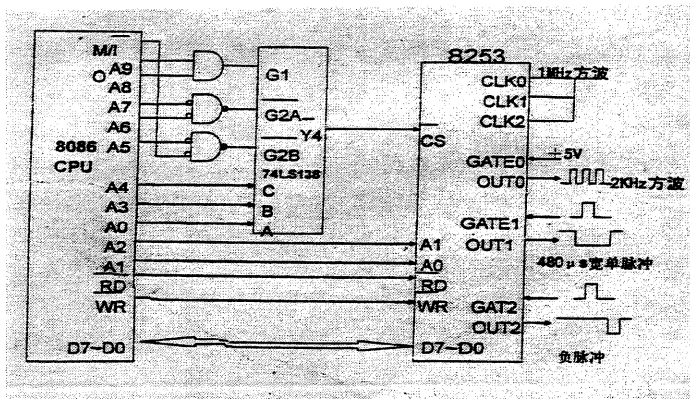 M/I
O
A9
A8
A7
A6
A5
8086
CPU
A4
A3
A0
A2
A1
RD
WR
D7~D0
G1
G2A
Y4
G2B
74LS138
C
B
A
8253
CLK0
1MHz方波
CLK1
CLK2
CS
GATE0
±5V
OUT0
2KHz方波
GATE1
A1
OUT1
A0
480μs宽单脉冲
RD
WR
GAT2
OUT2
D7~D0
负脉冲